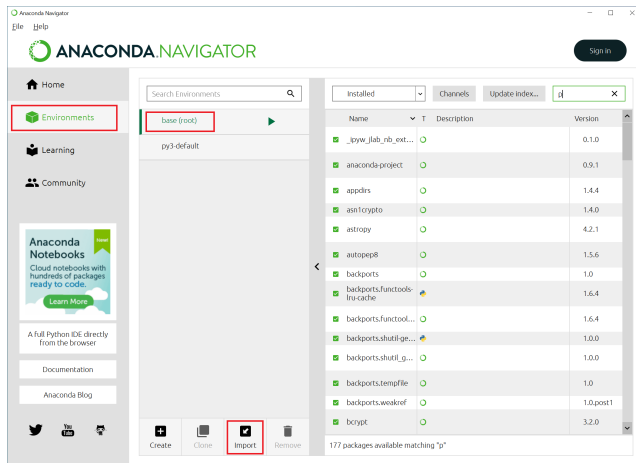 Anaconda Navigator
File Help
ANACONDA.NAVIGATOR
Sign in
Home
Environments
Learning
Community
Anaconda
Notebooks
Cloud notebooks with
hundreds of packages
ready to code.
Learn More
A Full Python IDE directly
from the browser
Documentation
Anaconda Blog
You
Tube
Search Environments
base (root)
py3-default
Create
Clone
Import
Remove
Installed
Channels
Update index...
p
Name T Description Version
_ipyw_jlab_nb_ext... 0.1.0
anaconda-project 0.9.1
appdirs 1.4.4
asn1crypto 1.4.0
astropy 4.2.1
autopep8 1.5.6
backports 1.0
backports.functools-
lru-cache 1.6.4
backports.functool... 1.6.4
backports.shutil-ge... 1.0.0
backports.shutil_g... 1.0.0
backports.tempfile 1.0
backports.weakref 1.0.post1
bcrypt 3.2.0
177 packages available matching "p"